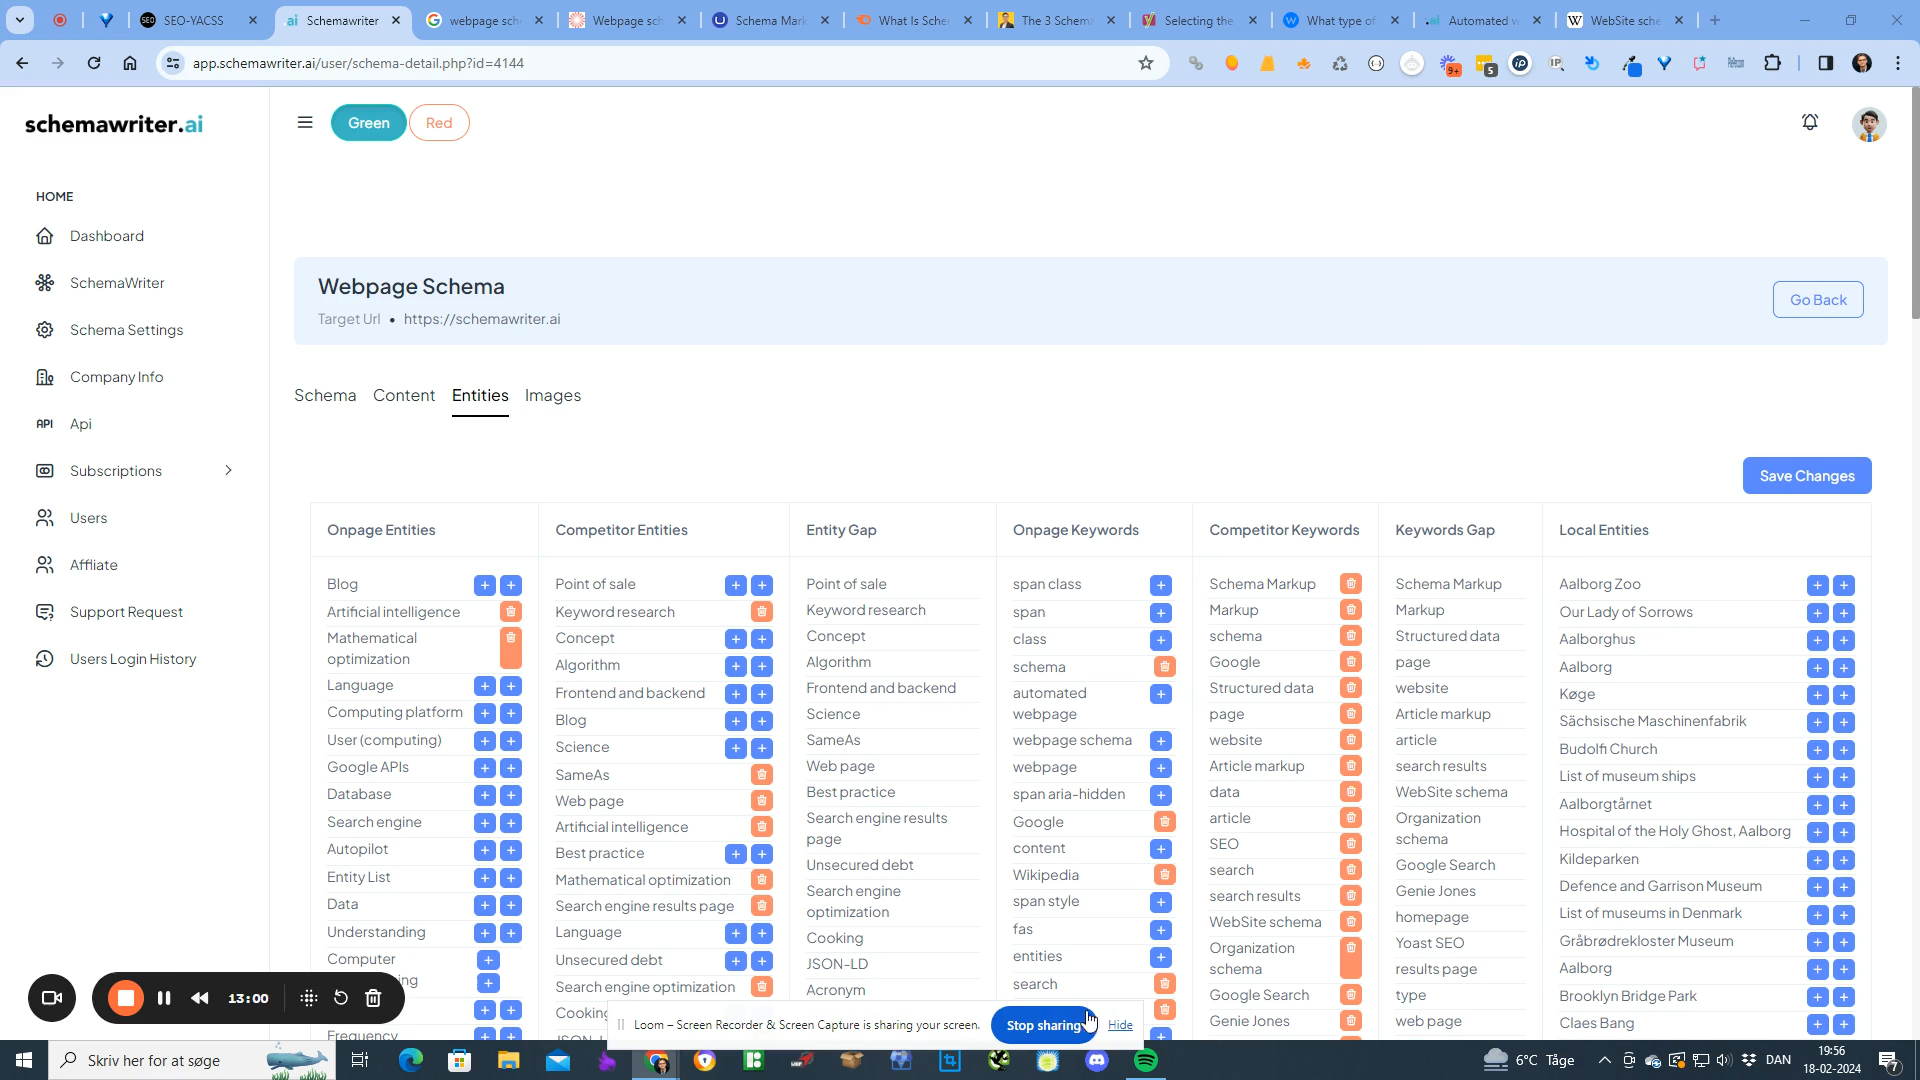 SEO-YACSS
Schemawriter
webpage sch
Webpage sch
Schema Mark
What Is Schem
The 3 Schem
Selecting the
What type of
Automated w
WebSite sche
app.schemawriter.ai/user/schema-detail.php?id=4144
9+
5
schemawriter.ai
Green
Red
HOME
Dashboard
SchemaWriter
Schema Settings
Company Info
API
Api
Subscriptions
Users
Affliate
Support Request
Users Login History
Webpage Schema
Target Url • https://schemawriter.ai
Go Back
Schema
Content
Entities
Images
Save Changes
Onpage Entities
Blog
Artificial intelligence
Mathematical
optimization
Language
Computing platform
User (computing)
Google APIs
Database
Search engine
Autopilot
Entity List
Data
Understanding
Computer
Frequency
Competitor Entities
Point of sale
Keyword research
Concept
Algorithm
Frontend and backend
Blog
Science
SameAs
Web page
Artificial intelligence
Best practice
Mathematical optimization
Search engine results page
Language
Unsecured debt
Search engine optimization
Cooking
Entity Gap
Point of sale
Keyword research
Concept
Algorithm
Frontend and backend
Science
SameAs
Web page
Best practice
Search engine results
page
Unsecured debt
Search engine
optimization
Cooking
JSON-LD
Acronym
Onpage Keywords
span class
span
class
schema
automated
webpage
webpage schema
webpage
span aria-hidden
Google
content
Wikipedia
span style
fas
entities
search
Competitor Keywords
Schema Markup
Markup
schema
Google
Structured data
page
website
Article markup
data
article
SEO
search
search results
WebSite schema
Organization
schema
Google Search
Genie Jones
Keywords Gap
Schema Markup
Markup
Structured data
page
website
Article markup
article
search results
WebSite schema
Organization
schema
Google Search
Genie Jones
homepage
Yoast SEO
results page
type
web page
Local Entities
Aalborg Zoo
Our Lady of Sorrows
Aalborghus
Aalborg
Køge
Sächsische Maschinenfabrik
Budolfi Church
List of museum ships
Aalborgtårnet
Hospital of the Holy Ghost, Aalborg
Kildeparken
Defence and Garrison Museum
List of museums in Denmark
Gråbrødrekloster Museum
Aalborg
Brooklyn Bridge Park
Claes Bang
13:00
Loom – Screen Recorder & Screen Capture is sharing your screen.
Stop sharing
Hide
Skriv her for at søge
6°C Tåge
DAN
19:56
18-02-2024
7